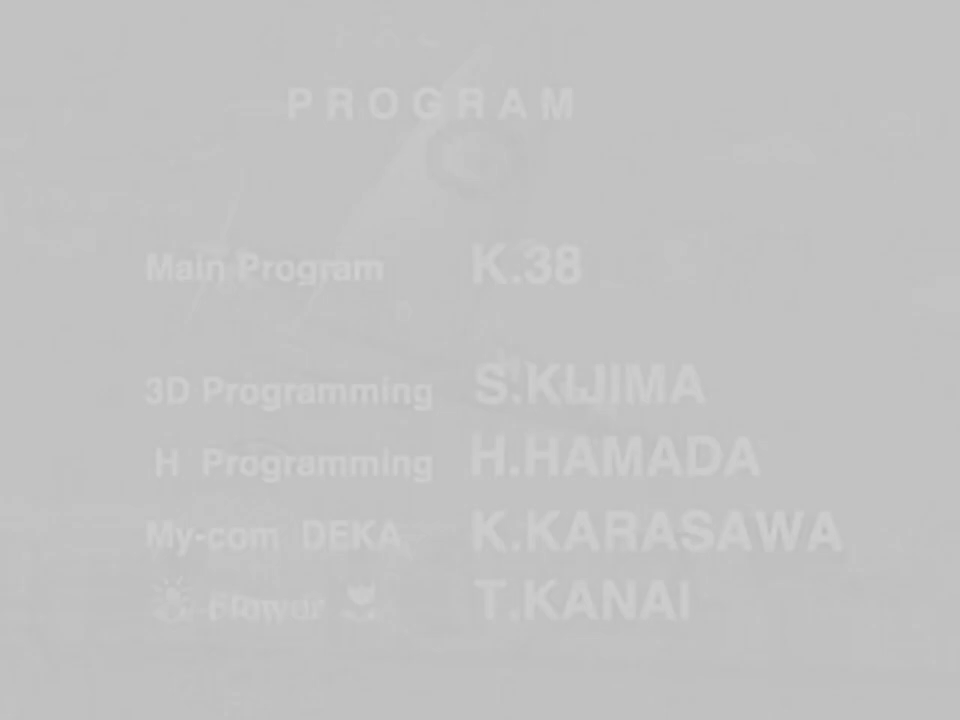 PROGRAM
Main Program K.38
3D Programming S.KIJIMA
H Programming H.HAMADA
My-com DEKA K.KARASAWA
Flower T.KANAI